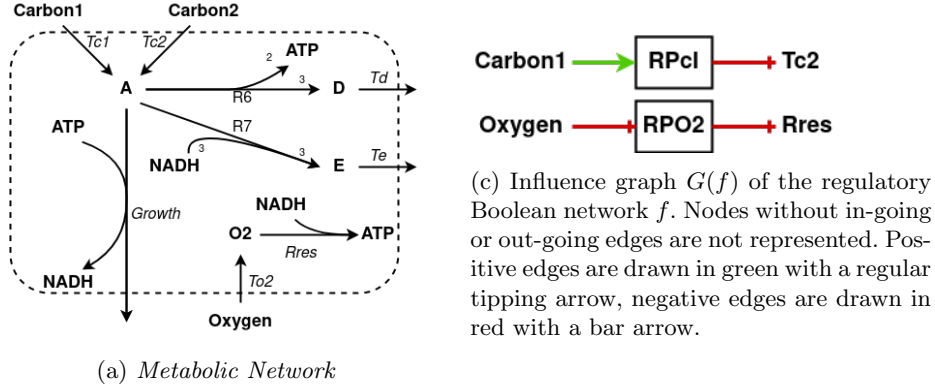 Carbon1 Carbon2
Tc1 Tc2
ATP
2
A 3 D Td
R6
ATP R7
NADH 3 3 E Te
NADH
Growth O2 ATP
Rres
NADH To2
Oxygen
(a) Metabolic Network
Carbon1 RPcl Tc2
Oxygen RPO2 Rres
(c) Influence graph G(f) of the regulatory
Boolean network f. Nodes without in-going
or out-going edges are not represented. Pos-
itive edges are drawn in green with a regular
tipping arrow, negative edges are drawn in
red with a bar arrow.